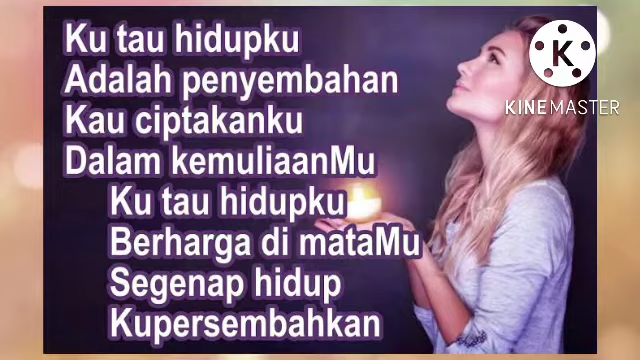 Ku tau hidupku
Adalah penyembahan
Kau ciptakanku
Dalam kemuliaanMu
Ku tau hidupku
Berharga di mataMu
Segenap hidup
Kupersembahkan
K
KINEMASTER